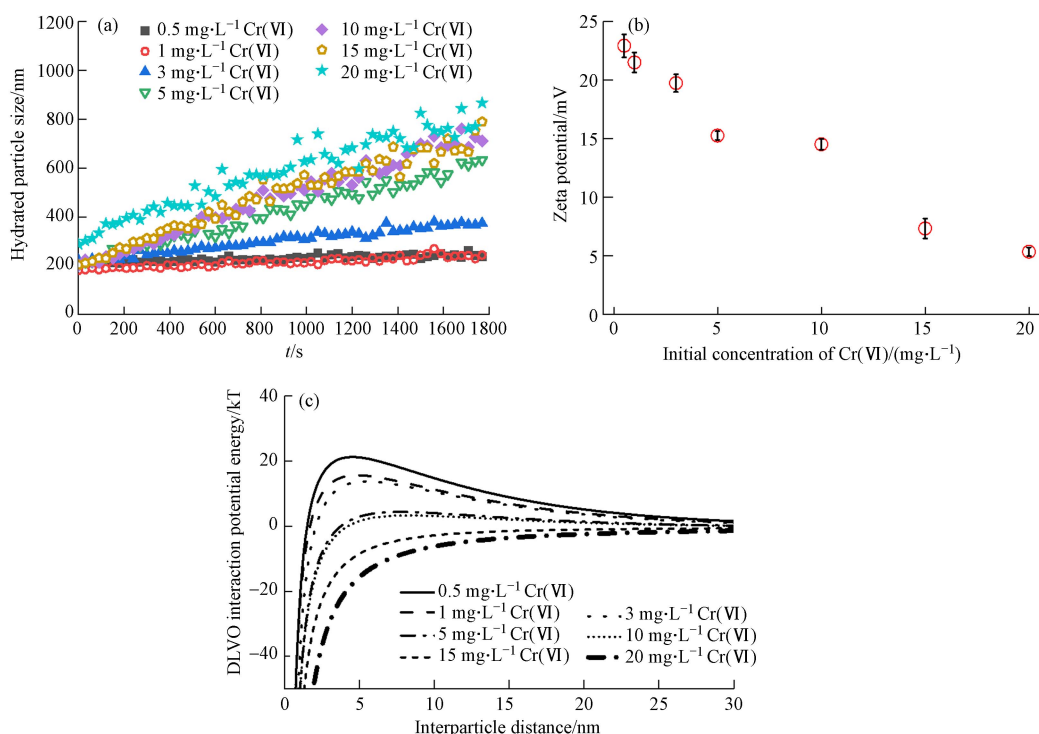 (a)
0.5 mg·L⁻¹ Cr(Ⅵ)
1 mg·L⁻¹ Cr(Ⅵ)
3 mg·L⁻¹ Cr(Ⅵ)
5 mg·L⁻¹ Cr(Ⅵ)
10 mg·L⁻¹ Cr(Ⅵ)
15 mg·L⁻¹ Cr(Ⅵ)
20 mg·L⁻¹ Cr(Ⅵ)
Hydrated particle size/nm
1200
1000
800
600
400
200
0
0 200 400 600 800 1000 1200 1400 1600 1800
t/s
(b)
Zeta potential/mV
25
20
15
10
5
0
0 5 10 15 20
Initial concentration of Cr(Ⅵ)/(mg·L⁻¹)
(c)
DLVO interaction potential energy/kT
40
20
0
−20
−40
0.5 mg·L⁻¹ Cr(Ⅵ)
1 mg·L⁻¹ Cr(Ⅵ)
3 mg·L⁻¹ Cr(Ⅵ)
5 mg·L⁻¹ Cr(Ⅵ)
10 mg·L⁻¹ Cr(Ⅵ)
15 mg·L⁻¹ Cr(Ⅵ)
20 mg·L⁻¹ Cr(Ⅵ)
0 5 10 15 20 25 30
Interparticle distance/nm